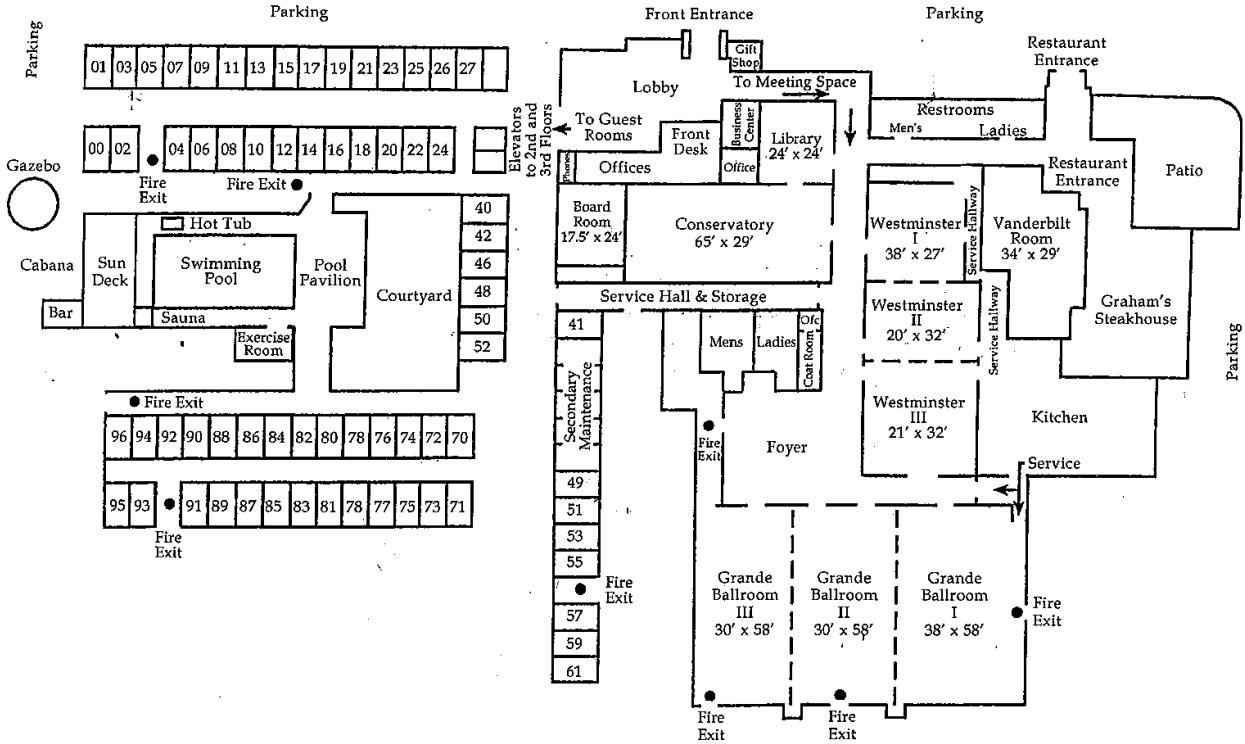 Parking
Front Entrance
Parking
Parking
Gift
Shop
Restaurant
Entrance
01 03 05 07 09 11 13 15 17 19 21 23 25 26 27
Lobby
To Meeting Space
Restrooms
Men's
Ladies
Elevators
to 2nd and
3rd Floors
To Guest
Rooms
Front
Desk
Business
Center
Library
24' x 24'
00 02 04 06 08 10 12 14 16 18 20 22 24
Fire
Exit
Fire Exit
Phones
Offices
Office
Restaurant
Entrance
Patio
Gazebo
Hot Tub
40
42
46
48
50
52
Board
Room
17.5' x 24'
Conservatory
65' x 29'
Westminster
I
38' x 27'
Service Hallway
Vanderbilt
Room
34' x 29'
Cabana
Sun
Deck
Swimming
Pool
Pool
Pavilion
Courtyard
Bar
Sauna
Exercise
Room
Service Hall & Storage
Westminster
II
20' x 32'
Service Hallway
Graham's
Steakhouse
Parking
41
Mens
Ladies
Ofc
Coat Room
Secondary
Maintenance
Fire Exit
Westminster
III
21' x 32'
Kitchen
96 94 92 90 88 86 84 82 80 78 76 74 72 70
Fire
Exit
Foyer
Service
49
51
53
55
95 93 91 89 87 85 83 81 78 77 75 73 71
Fire
Exit
Fire
Exit
57
59
61
Grande
Ballroom
III
30' x 58'
Grande
Ballroom
II
30' x 58'
Grande
Ballroom
I
38' x 58'
Fire
Exit
Fire
Exit
Fire
Exit